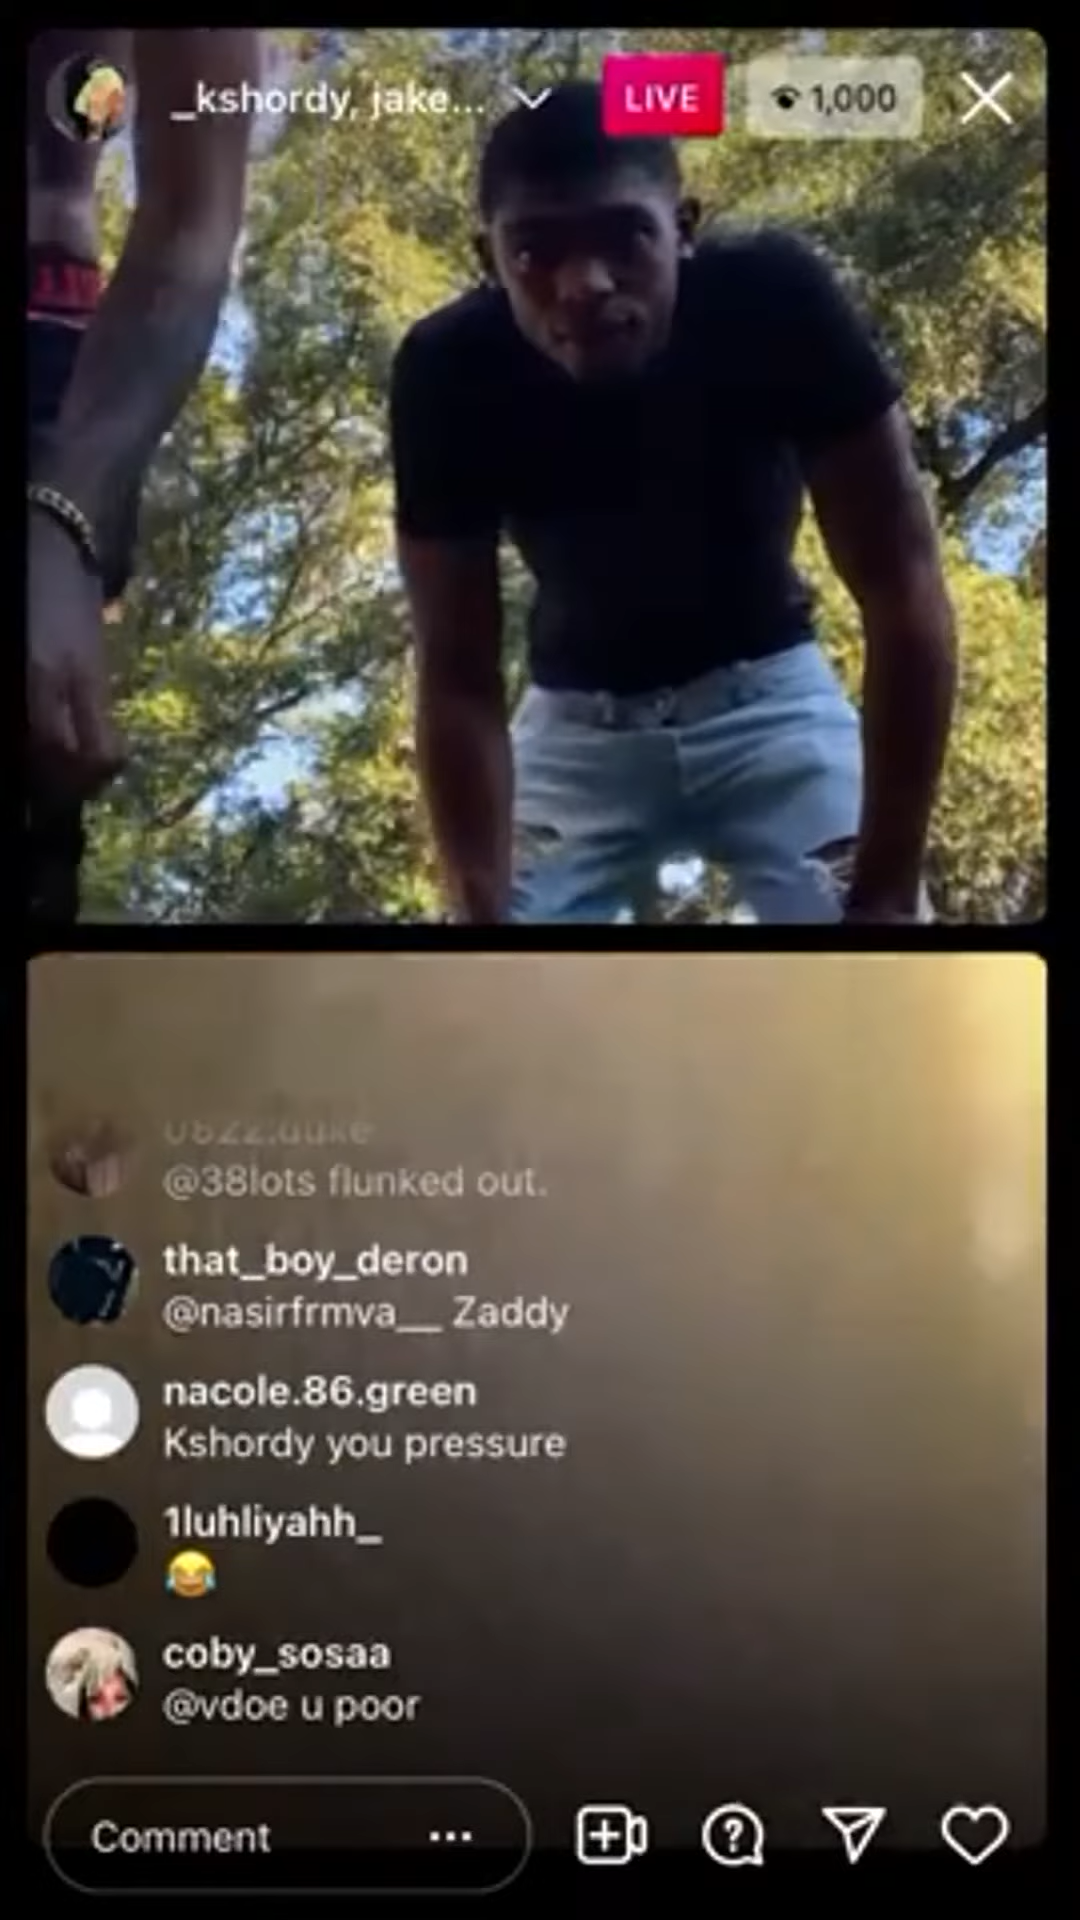 _kshordy, jake...
LIVE
1,000
@38lots flunked out.
that_boy_deron
@nasirfrmva__ Zaddy
nacole.86.green
Kshordy you pressure
1luhliyahh_
😂
coby_sosaa
@vdoe u poor
Comment